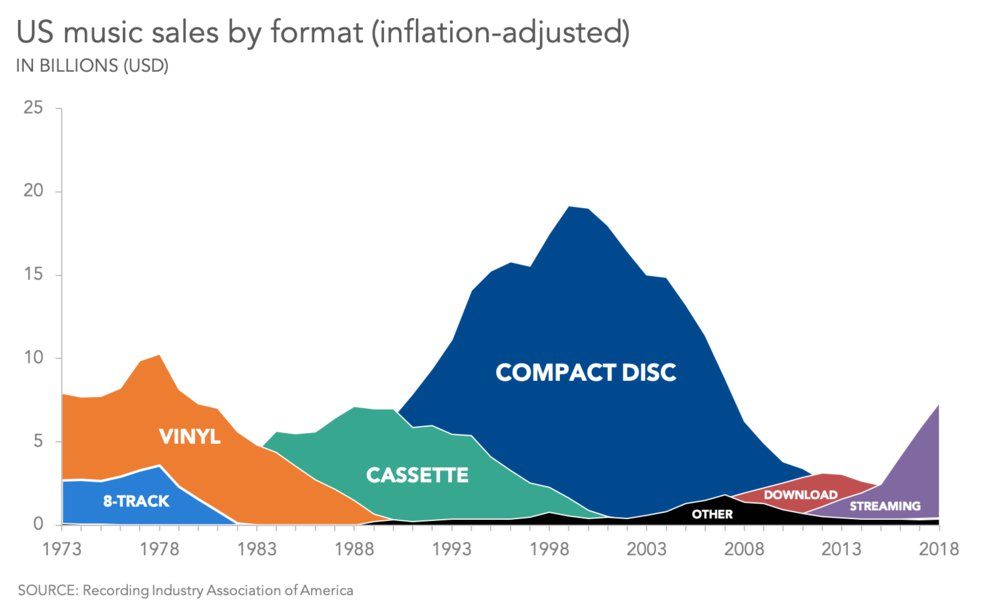 US music sales by format (inflation-adjusted)
IN BILLIONS (USD)
25
20
15
10
5
0
COMPACT DISC
VINYL
CASSETTE
8-TRACK
DOWNLOAD
STREAMING
OTHER
1973 1978 1983 1988 1993 1998 2003 2008 2013 2018
SOURCE: Recording Industry Association of America